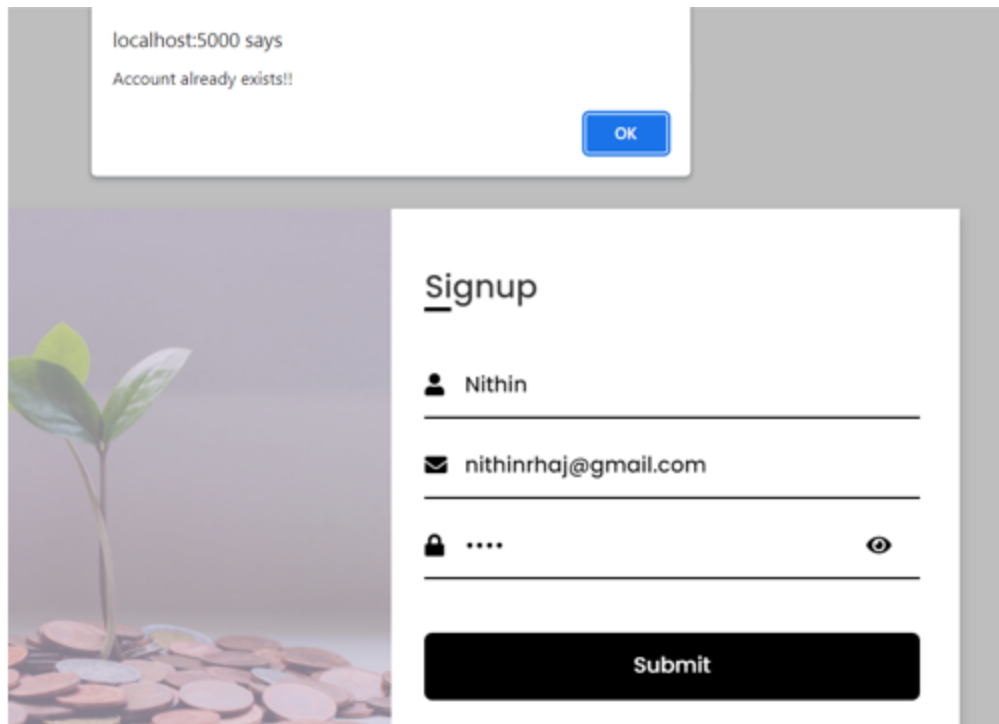 localhost:5000 says
Account already exists!!
OK
Signup
Nithin
nithinrhaj@gmail.com
••••
Submit